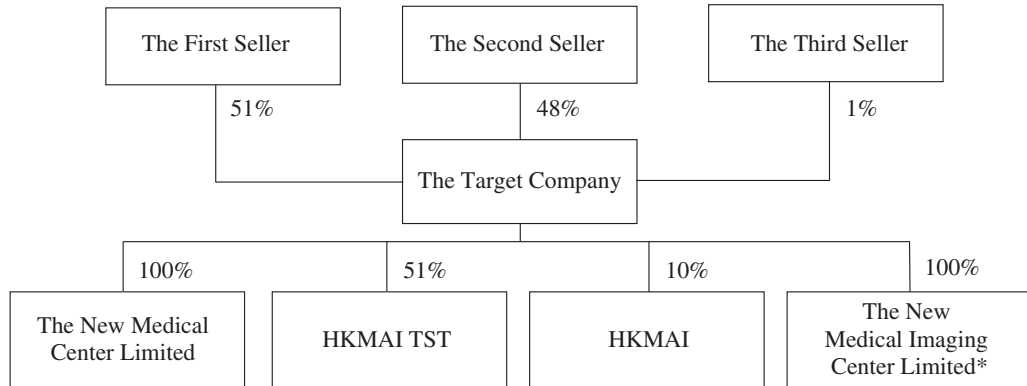 The First Seller
The Second Seller
The Third Seller
51%
48%
1%
The Target Company
100%
51%
10%
100%
The New Medical
Center Limited
HKMAI TST
HKMAI
The New
Medical Imaging
Center Limited*